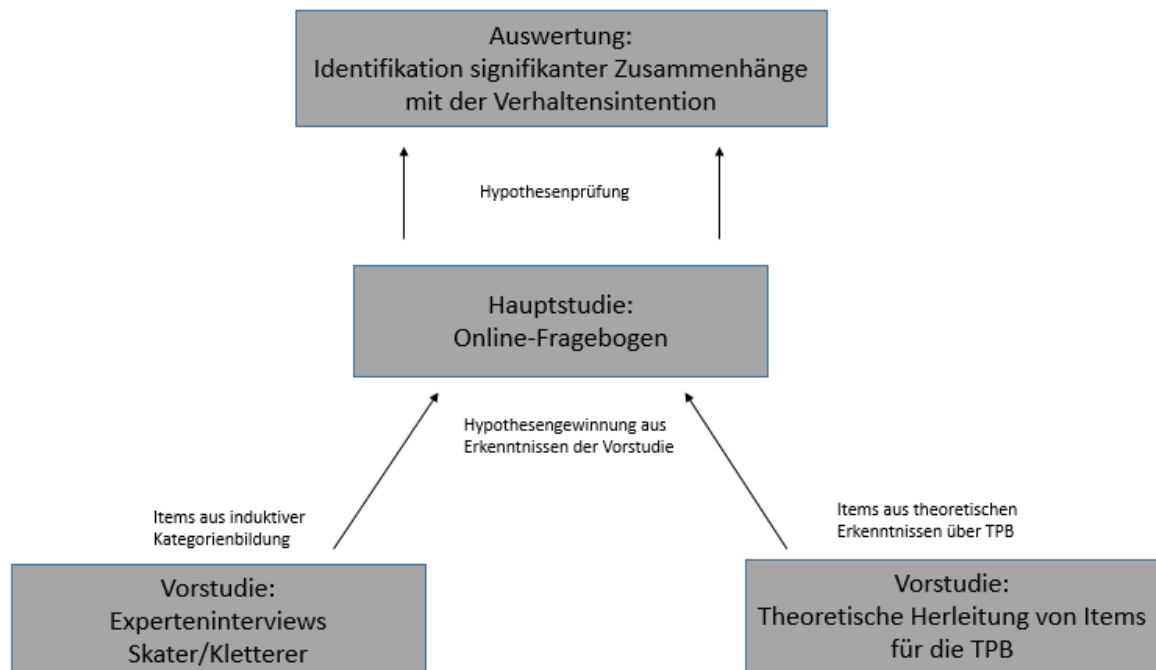 Auswertung:
Identifikation signifikanter Zusammenhänge
mit der Verhaltensintention
Hypothesenprüfung
Hauptstudie:
Online-Fragebogen
Hypothesengewinnung aus
Erkenntnissen der Vorstudie
Items aus induktiver
Kategorienbildung
Items aus theoretischen
Erkenntnissen über TPB
Vorstudie:
Experteninterviews
Skater/Kletterer
Vorstudie:
Theoretische Herleitung von Items
für die TPB